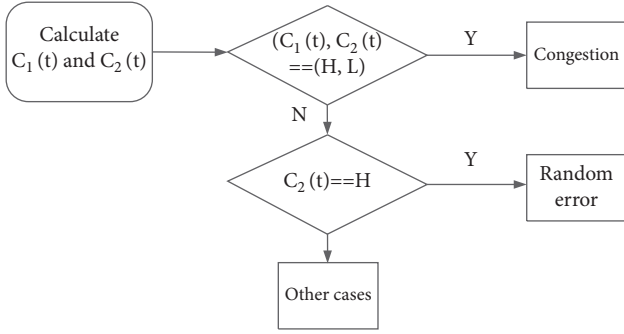 Calculate
C₁ (t) and C₂ (t)
(C₁ (t), C₂ (t)
==(H, L)
Y
Congestion
N
C₂ (t)==H
Y
Random
error
Other cases